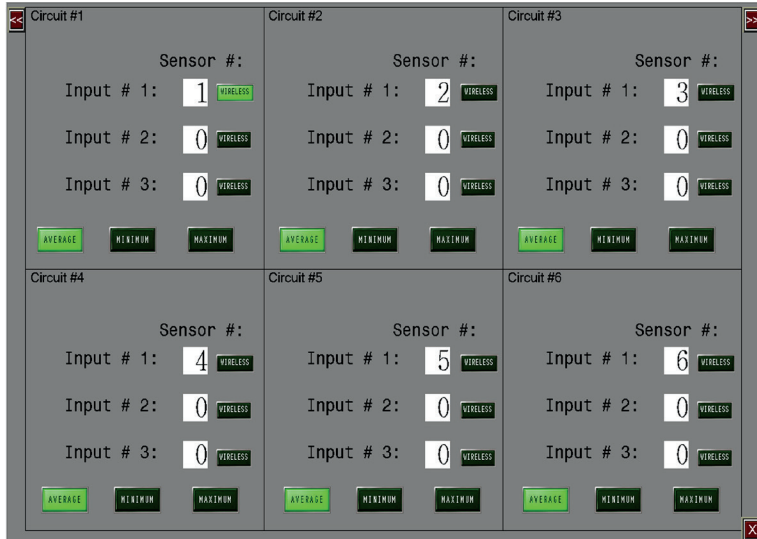 <<
Circuit #1
Sensor #:
Input # 1: 1 WIRELESS
Input # 2: 0 WIRELESS
Input # 3: 0 WIRELESS
AVERAGE MINIMUM MAXIMUM
Circuit #2
Sensor #:
Input # 1: 2 WIRELESS
Input # 2: 0 WIRELESS
Input # 3: 0 WIRELESS
AVERAGE MINIMUM MAXIMUM
Circuit #3
Sensor #:
Input # 1: 3 WIRELESS
Input # 2: 0 WIRELESS
Input # 3: 0 WIRELESS
AVERAGE MINIMUM MAXIMUM
>>
Circuit #4
Sensor #:
Input # 1: 4 WIRELESS
Input # 2: 0 WIRELESS
Input # 3: 0 WIRELESS
AVERAGE MINIMUM MAXIMUM
Circuit #5
Sensor #:
Input # 1: 5 WIRELESS
Input # 2: 0 WIRELESS
Input # 3: 0 WIRELESS
AVERAGE MINIMUM MAXIMUM
Circuit #6
Sensor #:
Input # 1: 6 WIRELESS
Input # 2: 0 WIRELESS
Input # 3: 0 WIRELESS
AVERAGE MINIMUM MAXIMUM
X